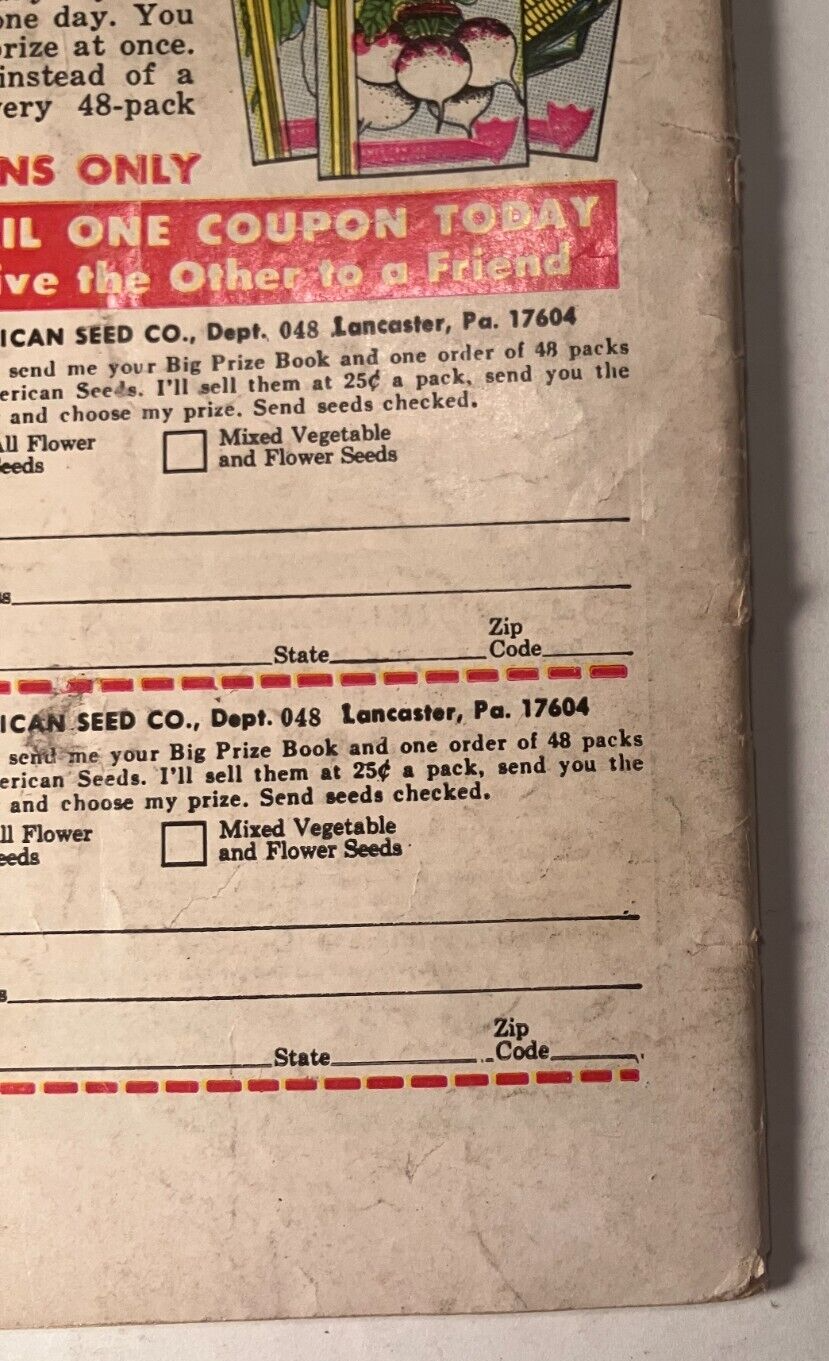 one day. You
prize at once.
instead of a
ery 48-pack
NS ONLY
IL ONE COUPON TODAY
ive the Other to a Friend
ICAN SEED CO., Dept. 048 Lancaster, Pa. 17604
send me your Big Prize Book and one order of 48 packs
erican Seeds. I'll sell them at 25¢ a pack, send you the
and choose my prize. Send seeds checked.
All Flower
eeds
Mixed Vegetable
and Flower Seeds
s
State
Zip
Code
ICAN SEED CO., Dept. 048 Lancaster, Pa. 17604
send me your Big Prize Book and one order of 48 packs
erican Seeds. I'll sell them at 25¢ a pack, send you the
and choose my prize. Send seeds checked.
ll Flower
eeds
Mixed Vegetable
and Flower Seeds
s
State
Zip
Code